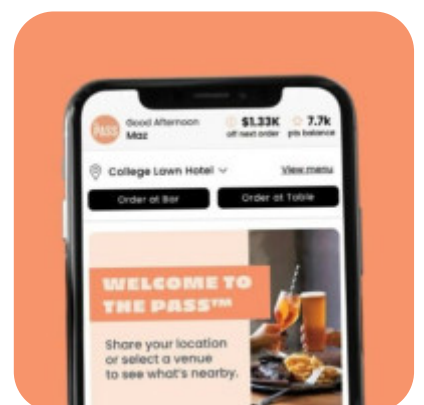 PASS
Good Afternoon
Maz
$1.33K
off next order
7.7k
pts balance
College Lawn Hotel
View menu
Order at Bar
Order at Table
WELCOME TO
THE PASS™
Share your location
or select a venue
to see what's nearby.